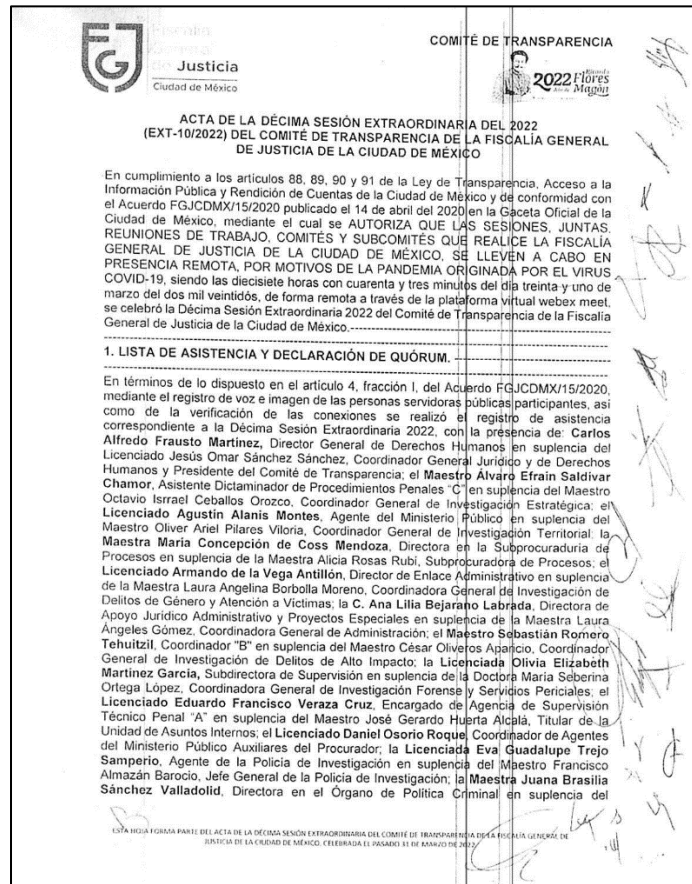 Fiscalía
General
de Justicia
Ciudad de México
COMITÉ DE TRANSPARENCIA
2022 Ricardo Flores Año de Magón
ACTA DE LA DÉCIMA SESIÓN EXTRAORDINARIA DEL 2022
(EXT-10/2022) DEL COMITÉ DE TRANSPARENCIA DE LA FISCALÍA GENERAL
DE JUSTICIA DE LA CIUDAD DE MÉXICO
En cumplimiento a los artículos 88, 89, 90 y 91 de la Ley de Transparencia, Acceso a la
Información Pública y Rendición de Cuentas de la Ciudad de México y de conformidad con
el Acuerdo FGJCDMX/15/2020 publicado el 14 de abril del 2020 en la Gaceta Oficial de la
Ciudad de México, mediante el cual se AUTORIZA QUE LAS SESIONES, JUNTAS.
REUNIONES DE TRABAJO, COMITÉS Y SUBCOMITÉS QUE REALICE LA FISCALÍA
GENERAL DE JUSTICIA DE LA CIUDAD DE MÉXICO, SE LLEVEN A CABO EN
PRESENCIA REMOTA, POR MOTIVOS DE LA PANDEMIA ORIGINADA POR EL VIRUS
COVID-19, siendo las diecisiete horas con cuarenta y tres minutos del día treinta y uno de
marzo del dos mil veintidós, de forma remota a través de la plataforma virtual webex meet,
se celebró la Décima Sesión Extraordinaria 2022 del Comité de Transparencia de la Fiscalía
General de Justicia de la Ciudad de México.
1. LISTA DE ASISTENCIA Y DECLARACIÓN DE QUÓRUM.
En términos de lo dispuesto en el artículo 4, fracción I, del Acuerdo FGJCDMX/15/2020,
mediante el registro de voz e imagen de las personas servidoras públicas participantes, así
como de la verificación de las conexiones se realizó el registro de asistencia
correspondiente a la Décima Sesión Extraordinaria 2022, con la presencia de: Carlos
Alfredo Frausto Martínez, Director General de Derechos Humanos en suplencia del
Licenciado Jesús Omar Sánchez Sánchez, Coordinador General Jurídico y de Derechos
Humanos y Presidente del Comité de Transparencia; el Maestro Álvaro Efraín Saldivar
Chamor, Asistente Dictaminador de Procedimientos Penales "C" en suplencia del Maestro
Octavio Isrrael Ceballos Orozco, Coordinador General de Investigación Estratégica; el
Licenciado Agustín Alanis Montes, Agente del Ministerio Público en suplencia del
Maestro Oliver Ariel Pilares Viloria, Coordinador General de Investigación Territorial; la
Maestra María Concepción de Coss Mendoza, Directora en la Subprocuraduría de
Procesos en suplencia de la Maestra Alicia Rosas Rubí, Subprocuradora de Procesos; el
Licenciado Armando de la Vega Antillón, Director de Enlace Administrativo en suplencia
de la Maestra Laura Angelina Borbolla Moreno, Coordinadora General de Investigación de
Delitos de Género y Atención a Víctimas; la C. Ana Lilia Bejarano Labrada, Directora de
Apoyo Jurídico Administrativo y Proyectos Especiales en suplencia de la Maestra Laura
Ángeles Gómez, Coordinadora General de Administración; el Maestro Sebastián Romero
Tehuitzil, Coordinador "B" en suplencia del Maestro César Oliveros Aparicio, Coordinador
General de Investigación de Delitos de Alto Impacto; la Licenciada Olivia Elizabeth
Martínez García, Subdirectora de Supervisión en suplencia de la Doctora María Seberina
Ortega López, Coordinadora General de Investigación Forense y Servicios Periciales; el
Licenciado Eduardo Francisco Veraza Cruz, Encargado de Agencia de Supervisión
Técnico Penal "A" en suplencia del Maestro José Gerardo Huerta Alcalá, Titular de la
Unidad de Asuntos Internos; el Licenciado Daniel Osorio Roque, Coordinador de Agentes
del Ministerio Público Auxiliares del Procurador; la Licenciada Eva Guadalupe Trejo
Samperio, Agente de la Policía de Investigación en suplencia del Maestro Francisco
Almazán Barocio, Jefe General de la Policía de Investigación; la Maestra Juana Brasilia
Sánchez Valladolid, Directora en el Órgano de Política Criminal en suplencia del
ESTA HOJA FORMA PARTE DEL ACTA DE LA DÉCIMA SESIÓN EXTRAORDINARIA DEL COMITÉ DE TRANSPARENCIA DE LA FISCALÍA GENERAL DE
JUSTICIA DE LA CIUDAD DE MÉXICO, CELEBRADA EL PASADO 31 DE MARZO DE 2022